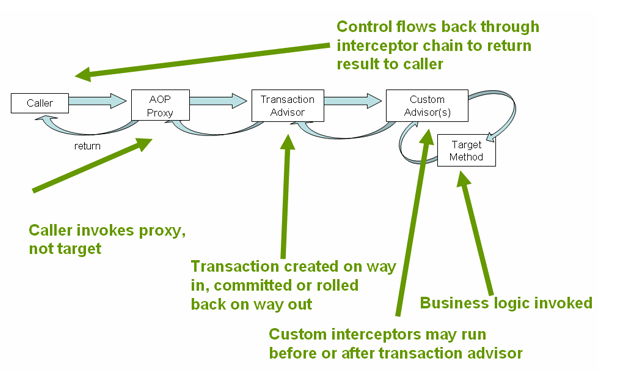 Control flows back through
interceptor chain to return
result to caller
Caller
AOP
Proxy
Transaction
Advisor
Custom
Advisor(s)
Target
Method
return
Caller invokes proxy,
not target
Transaction created on way
in, committed or rolled
back on way out
Business logic invoked
Custom interceptors may run
before or after transaction advisor